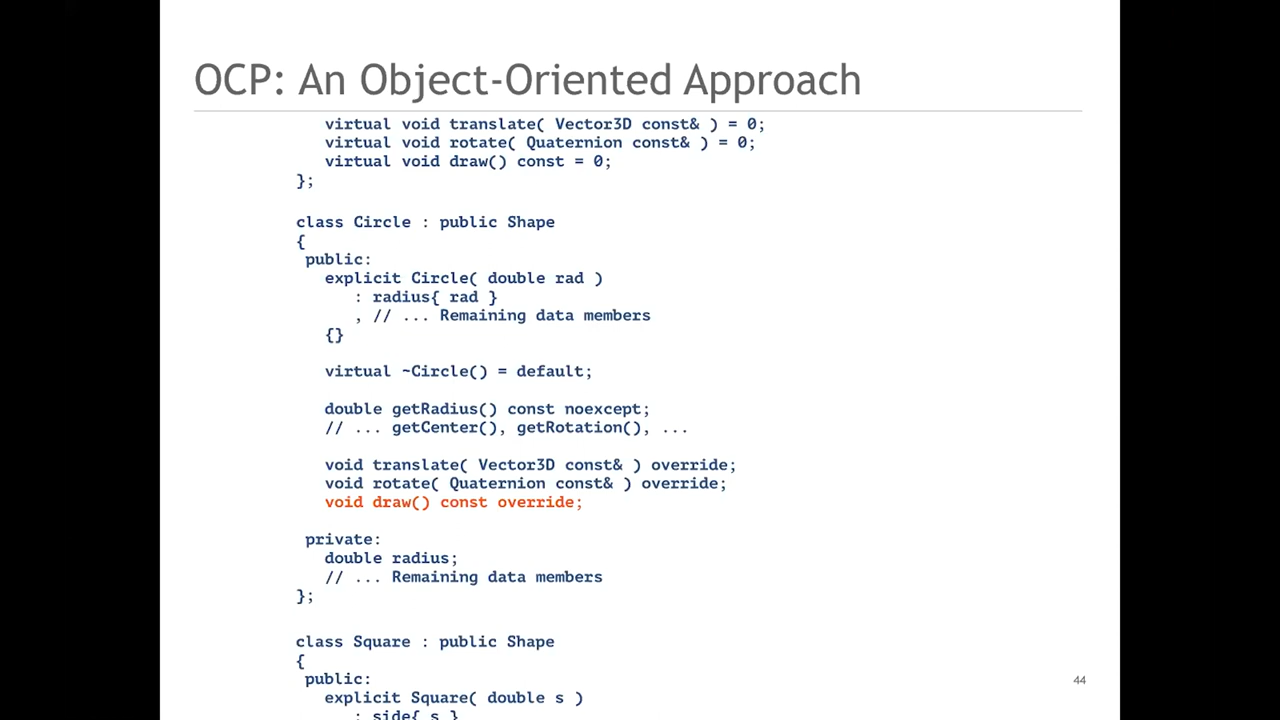 OCP: An Object-Oriented Approach
virtual void translate( Vector3D const& ) = 0;
virtual void rotate( Quaternion const& ) = 0;
virtual void draw() const = 0;
};
class Circle : public Shape
{
public:
explicit Circle( double rad )
: radius{ rad }
, // ... Remaining data members
{}
virtual ~Circle() = default;
double getRadius() const noexcept;
// ... getCenter(), getRotation(), ...
void translate( Vector3D const& ) override;
void rotate( Quaternion const& ) override;
void draw() const override;
private:
double radius;
// ... Remaining data members
};
class Square : public Shape
{
public:
explicit Square( double s )
: side{ s }
44